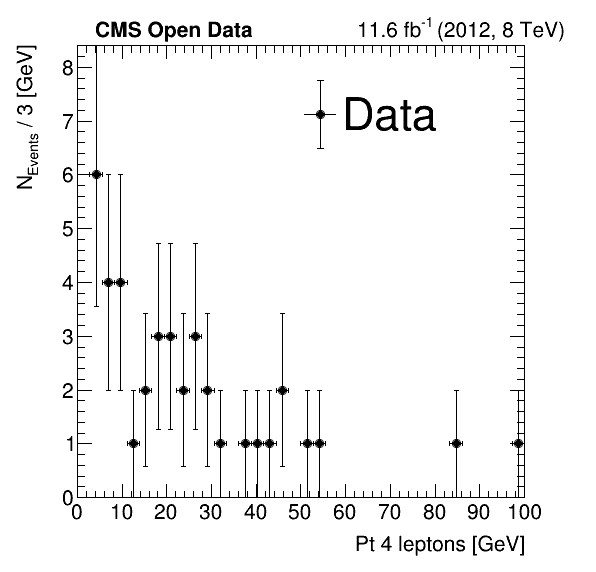 CMS Open Data 11.6 fb⁻¹ (2012, 8 TeV)
N_Events / 3 [GeV]
8
7
6
5
4
3
2
1
0
Data
0 10 20 30 40 50 60 70 80 90 100
Pt 4 leptons [GeV]